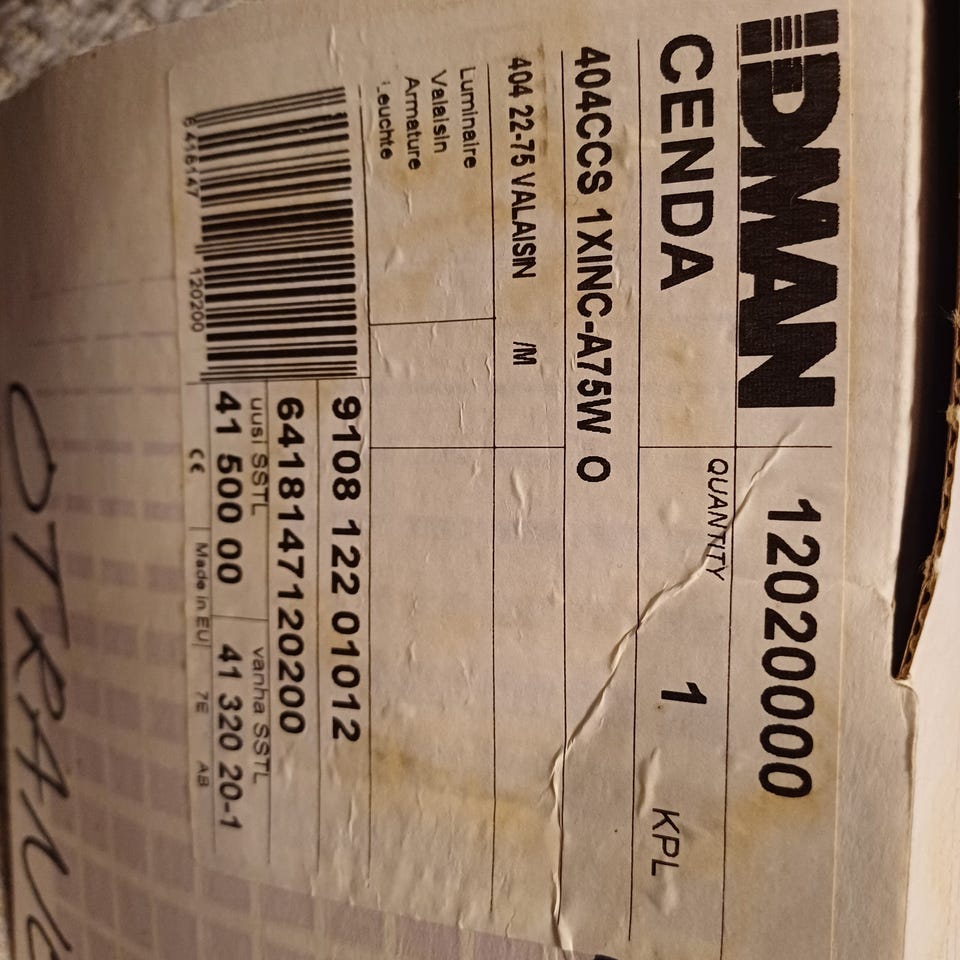 IDMAN
12020000
CENDA
QUANTITY
1 KPL
404CCS 1XINC-A75W O
404 22-75 VALAISIN /M
Luminaire
Valaisin
Armature
Leuchte
9108 122 01012
6418147120200
uusi SSTL
41 500 00
vanha SSTL
41 320 20-1
6 418147 120200
CE
Made in EU
7E
AB